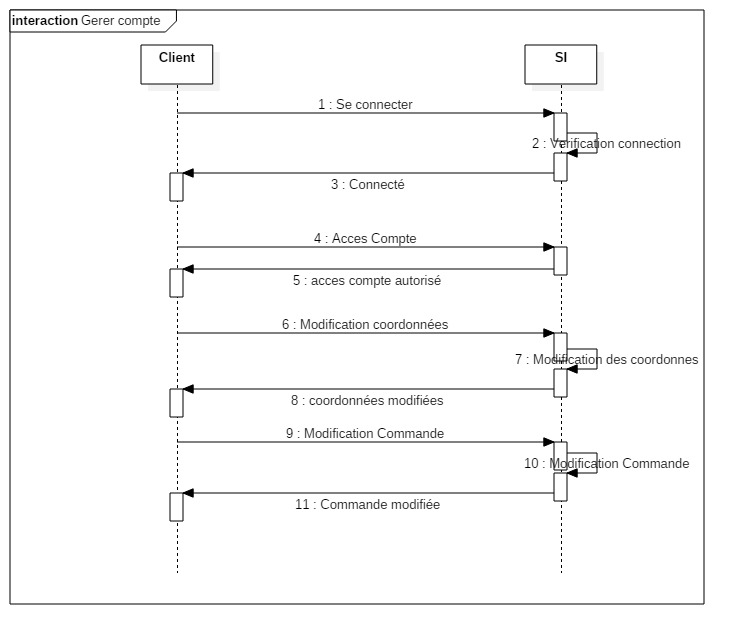 interaction Gerer compte
Client
SI
1 : Se connecter
2 : Verification connection
3 : Connecté
4 : Acces Compte
5 : acces compte autorisé
6 : Modification coordonnées
7 : Modification des coordonnes
8 : coordonnées modifiées
9 : Modification Commande
10 : Modification Commande
11 : Commande modifiée